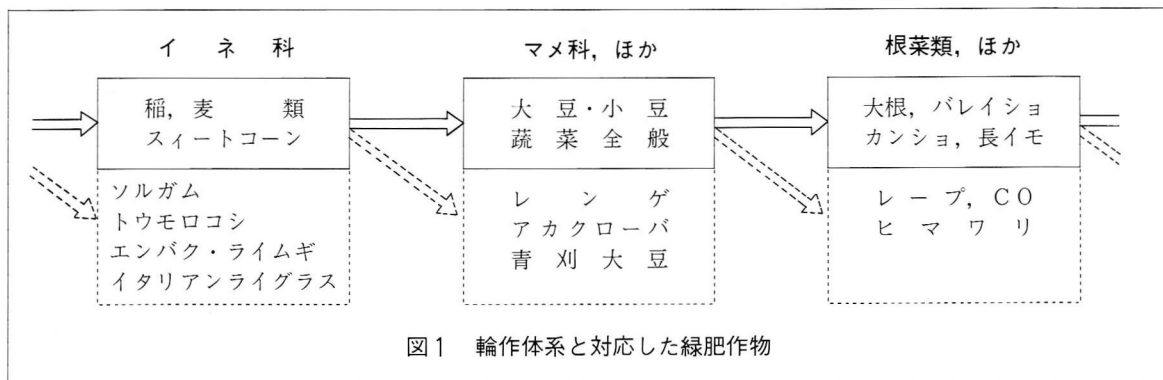 イネ科
稲，麦類
スィートコーン
ソルガム
トウモロコシ
エンバク・ライムギ
イタリアンライグラス
マメ科，ほか
大豆・小豆
蔬菜全般
レンゲ
アカクローバ
青刈大豆
根菜類，ほか
大根，バレイショ
カンショ，長イモ
レープ，CO
ヒマワリ
図1　輪作体系と対応した緑肥作物